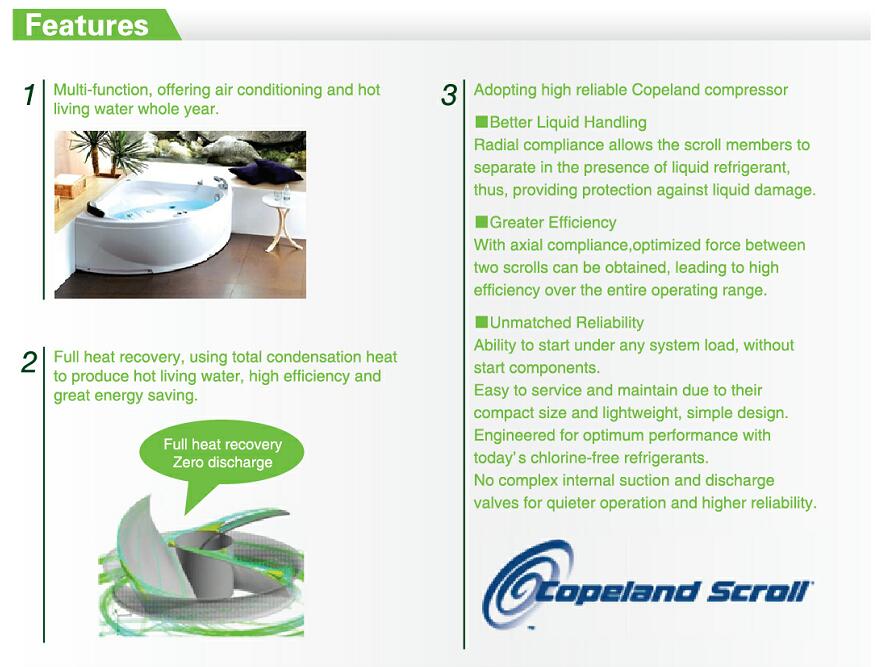 Features
1
Multi-function, offering air conditioning and hot
living water whole year.
2
Full heat recovery, using total condensation heat
to produce hot living water, high efficiency and
great energy saving.
Full heat recovery
Zero discharge
3
Adopting high reliable Copeland compressor
■Better Liquid Handling
Radial compliance allows the scroll members to
separate in the presence of liquid refrigerant,
thus, providing protection against liquid damage.
■Greater Efficiency
With axial compliance,optimized force between
two scrolls can be obtained, leading to high
efficiency over the entire operating range.
■Unmatched Reliability
Ability to start under any system load, without
start components.
Easy to service and maintain due to their
compact size and lightweight, simple design.
Engineered for optimum performance with
today's chlorine-free refrigerants.
No complex internal suction and discharge
valves for quieter operation and higher reliability.
Copeland Scroll
™